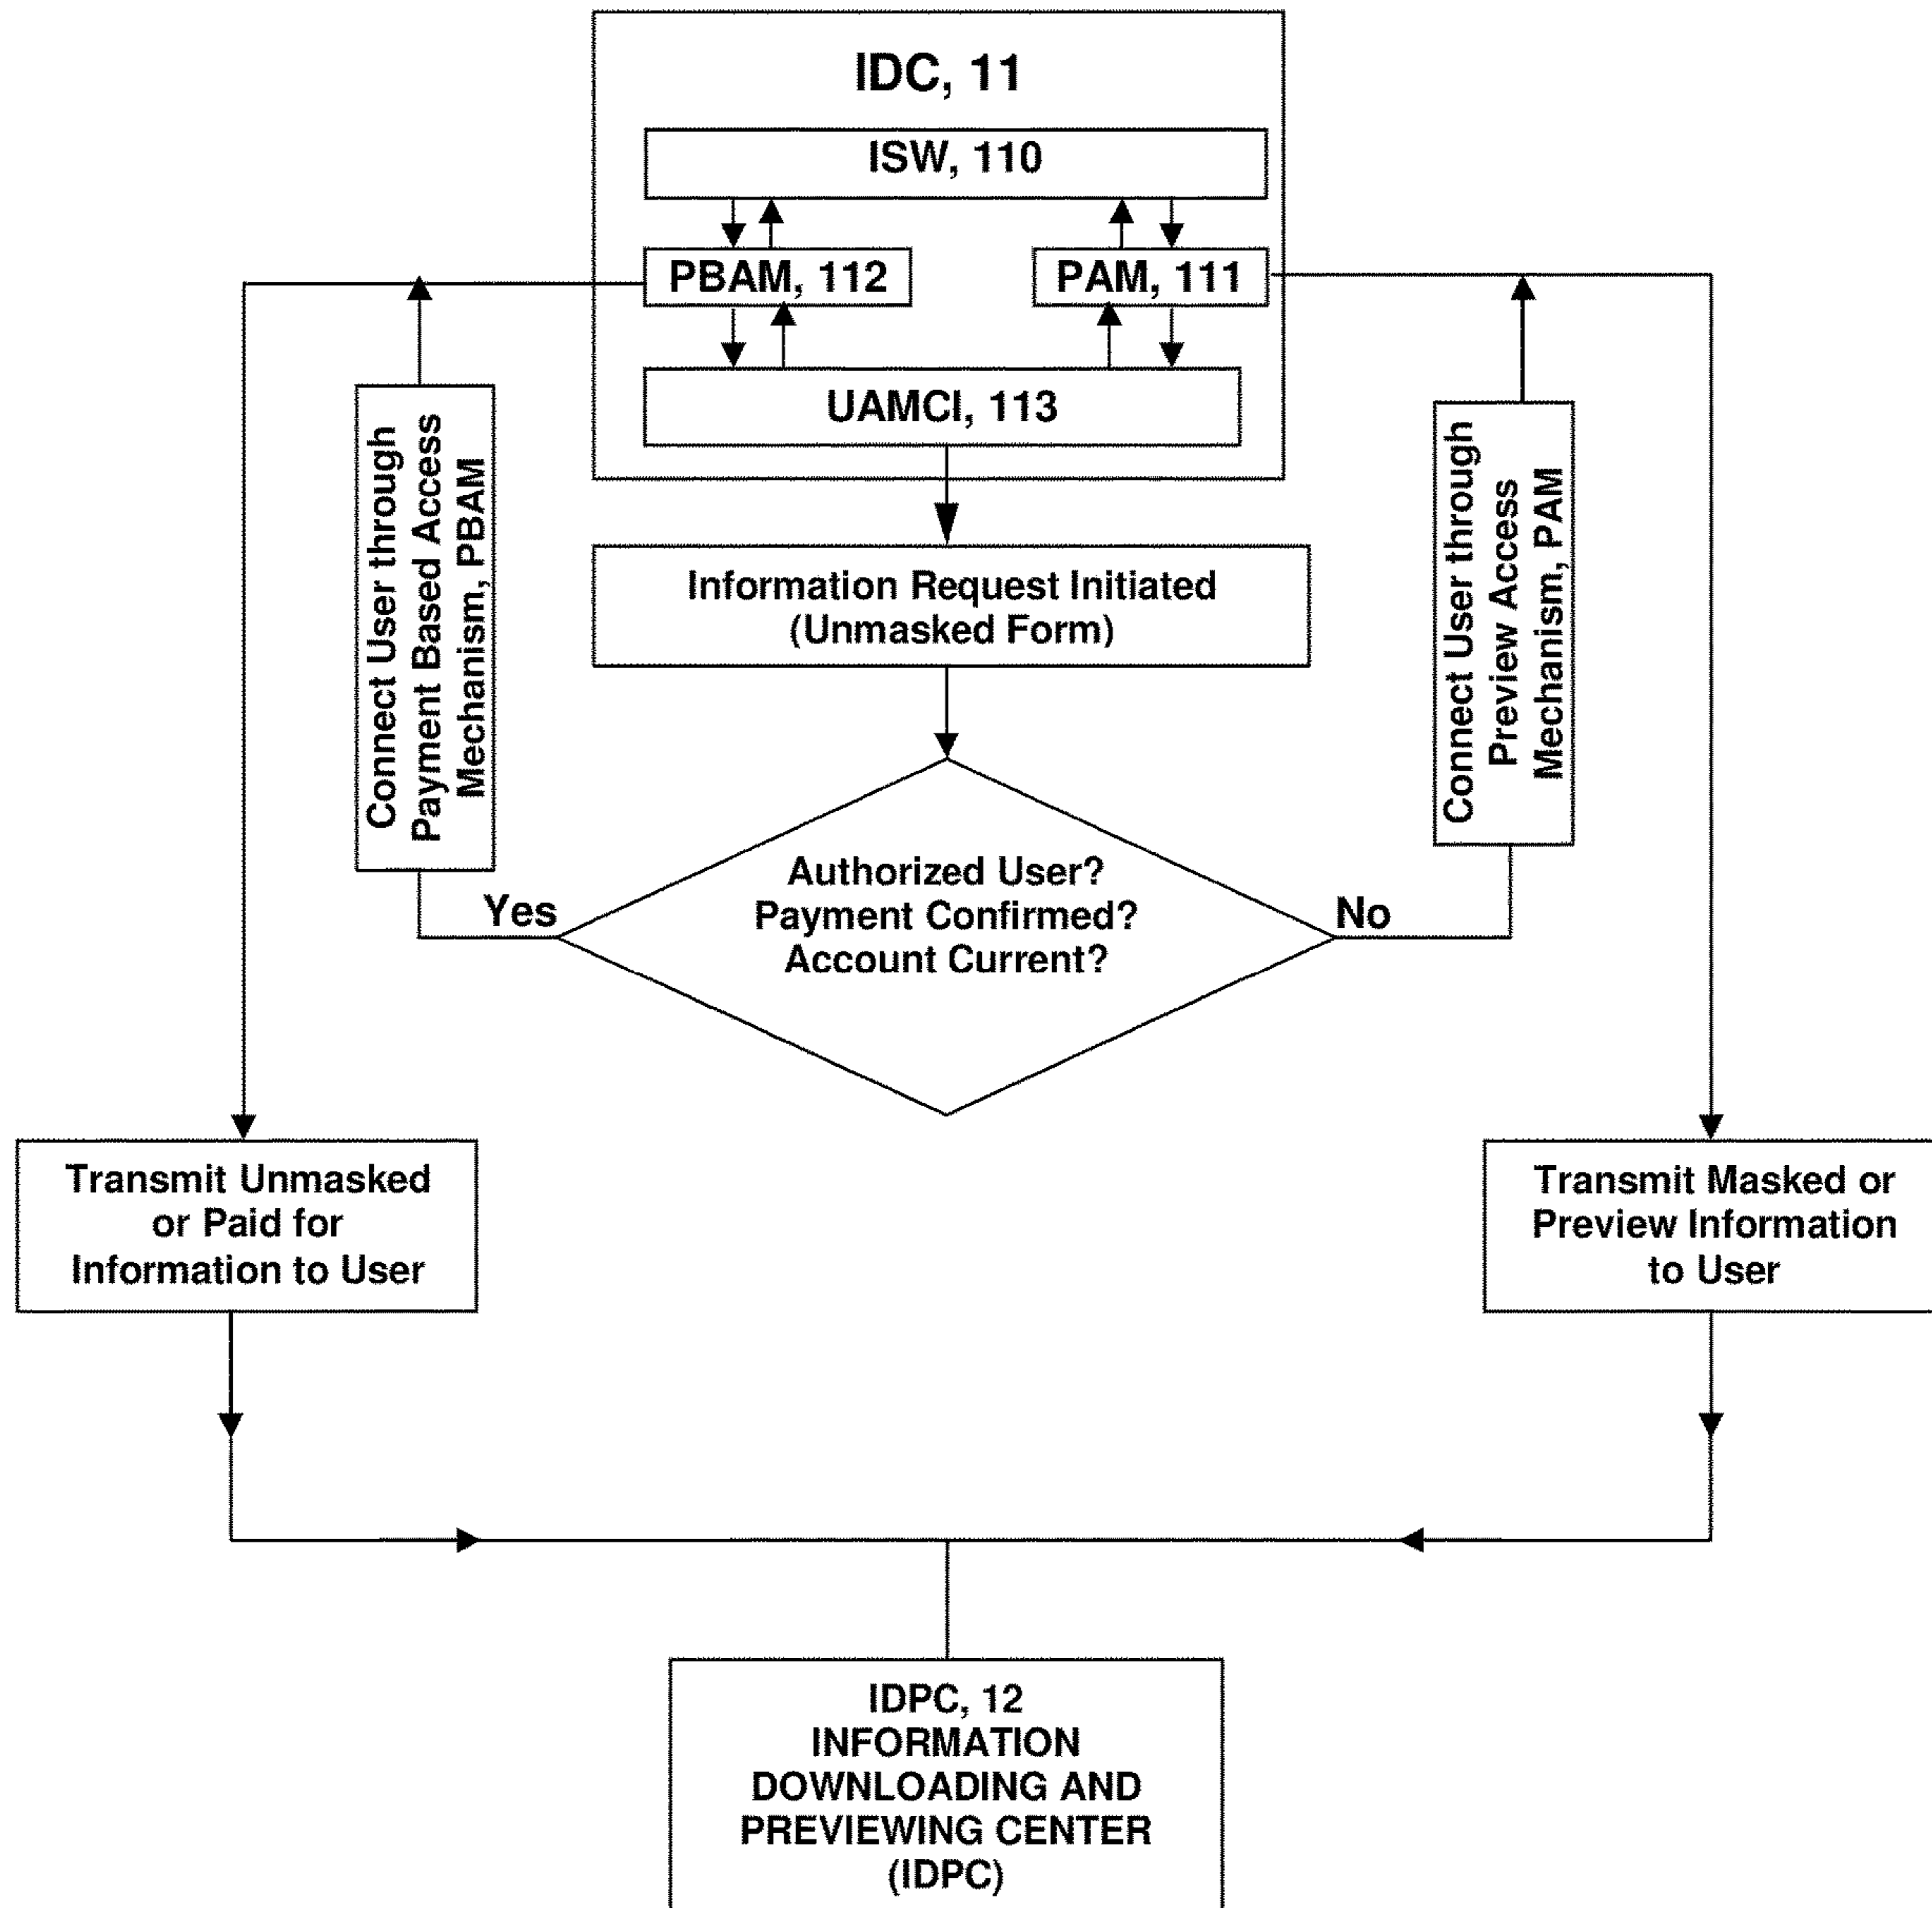 IDC, 11
ISW, 110
PBAM, 112
PAM, 111
UAMCI, 113
Connect User through
Payment Based Access
Mechanism, PBAM
Connect User through
Preview Access
Mechanism, PAM
Information Request Initiated
(Unmasked Form)
Authorized User?
Payment Confirmed?
Account Current?
Yes
No
Transmit Unmasked
or Paid for
Information to User
Transmit Masked or
Preview Information
to User
IDPC, 12
INFORMATION
DOWNLOADING AND
PREVIEWING CENTER
(IDPC)